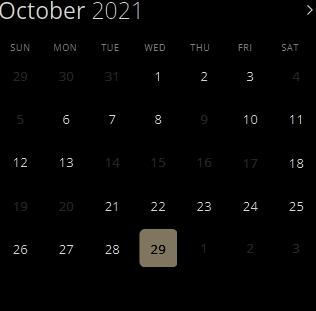 October 2021 >
SUN MON TUE WED THU FRI SAT
29 30 31 1 2 3 4
5 6 7 8 9 10 11
12 13 14 15 16 17 18
19 20 21 22 23 24 25
26 27 28 29 1 2 3